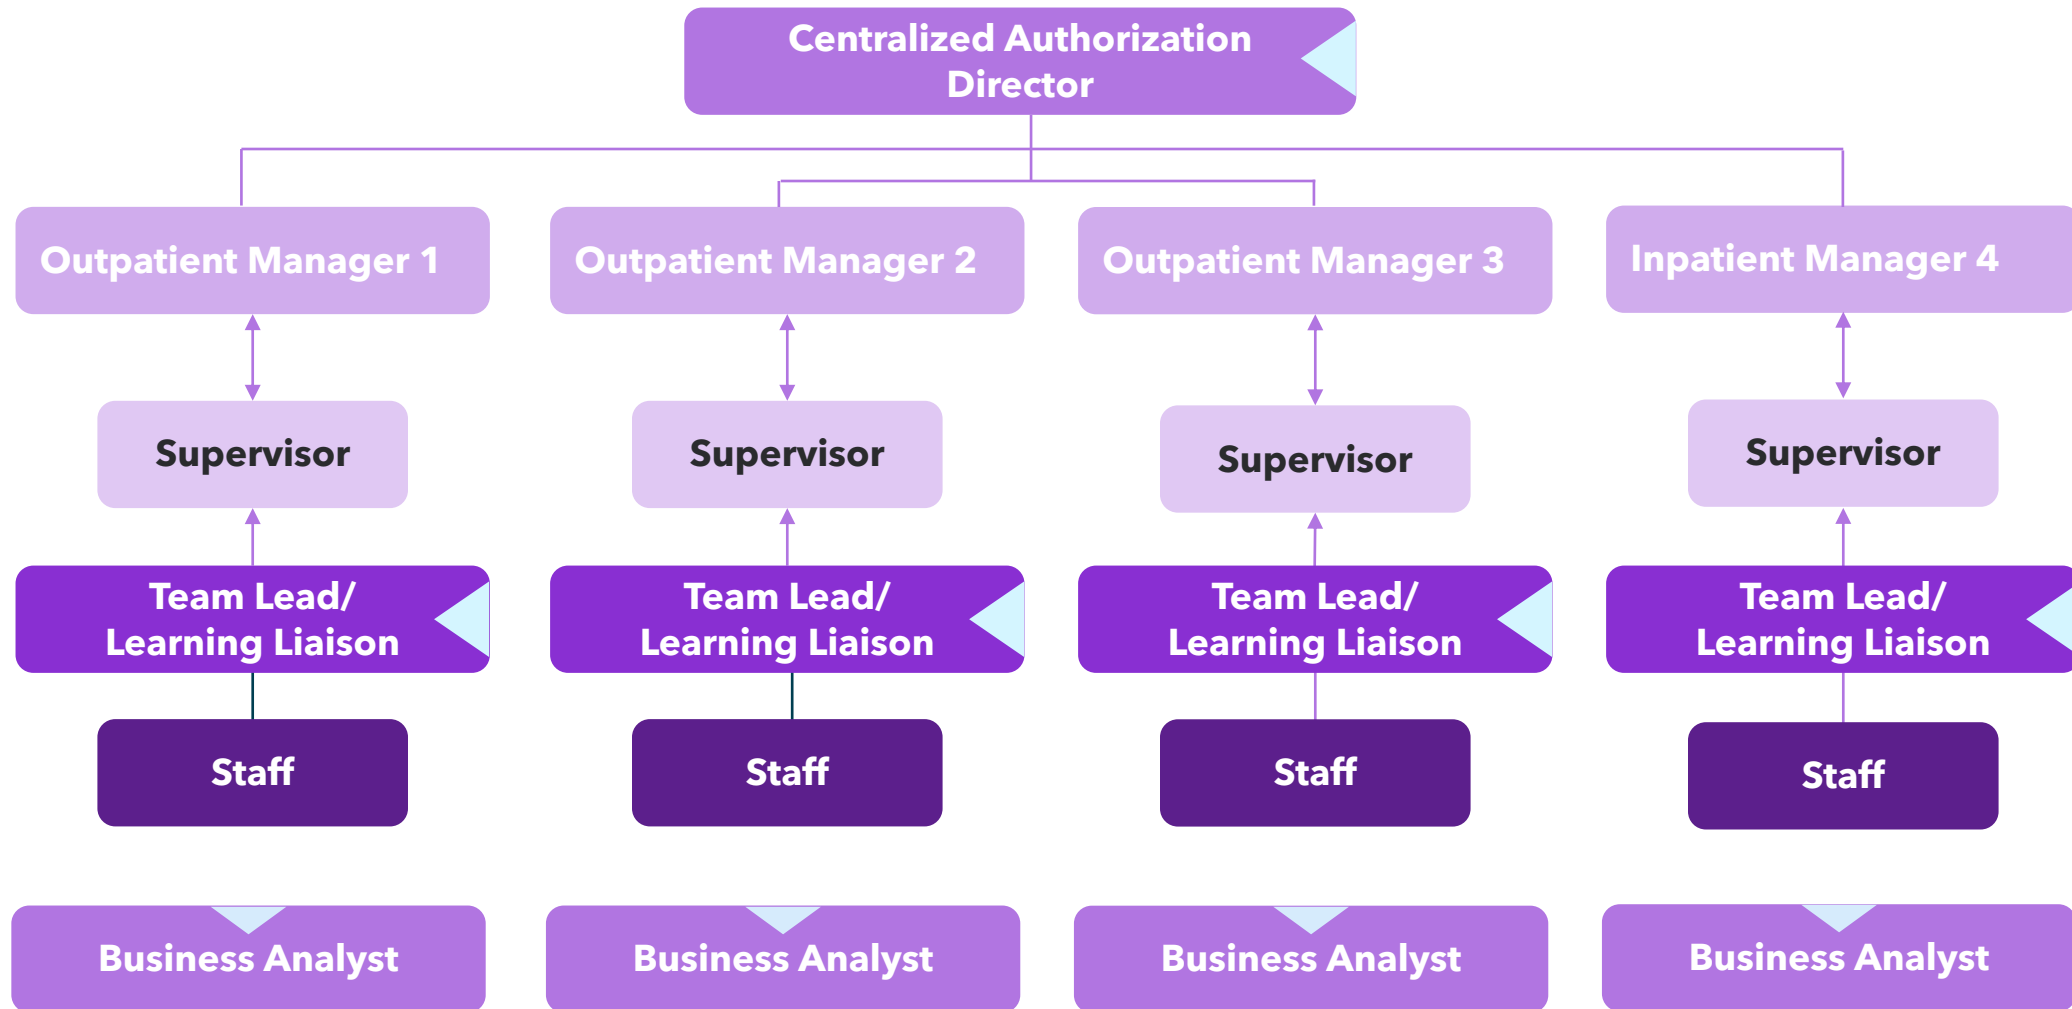 Centralized Authorization
Director
Outpatient Manager 1
Outpatient Manager 2
Outpatient Manager 3
Inpatient Manager 4
Supervisor
Supervisor
Supervisor
Supervisor
Team Lead/
Learning Liaison
Team Lead/
Learning Liaison
Team Lead/
Learning Liaison
Team Lead/
Learning Liaison
Staff
Staff
Staff
Staff
Business Analyst
Business Analyst
Business Analyst
Business Analyst